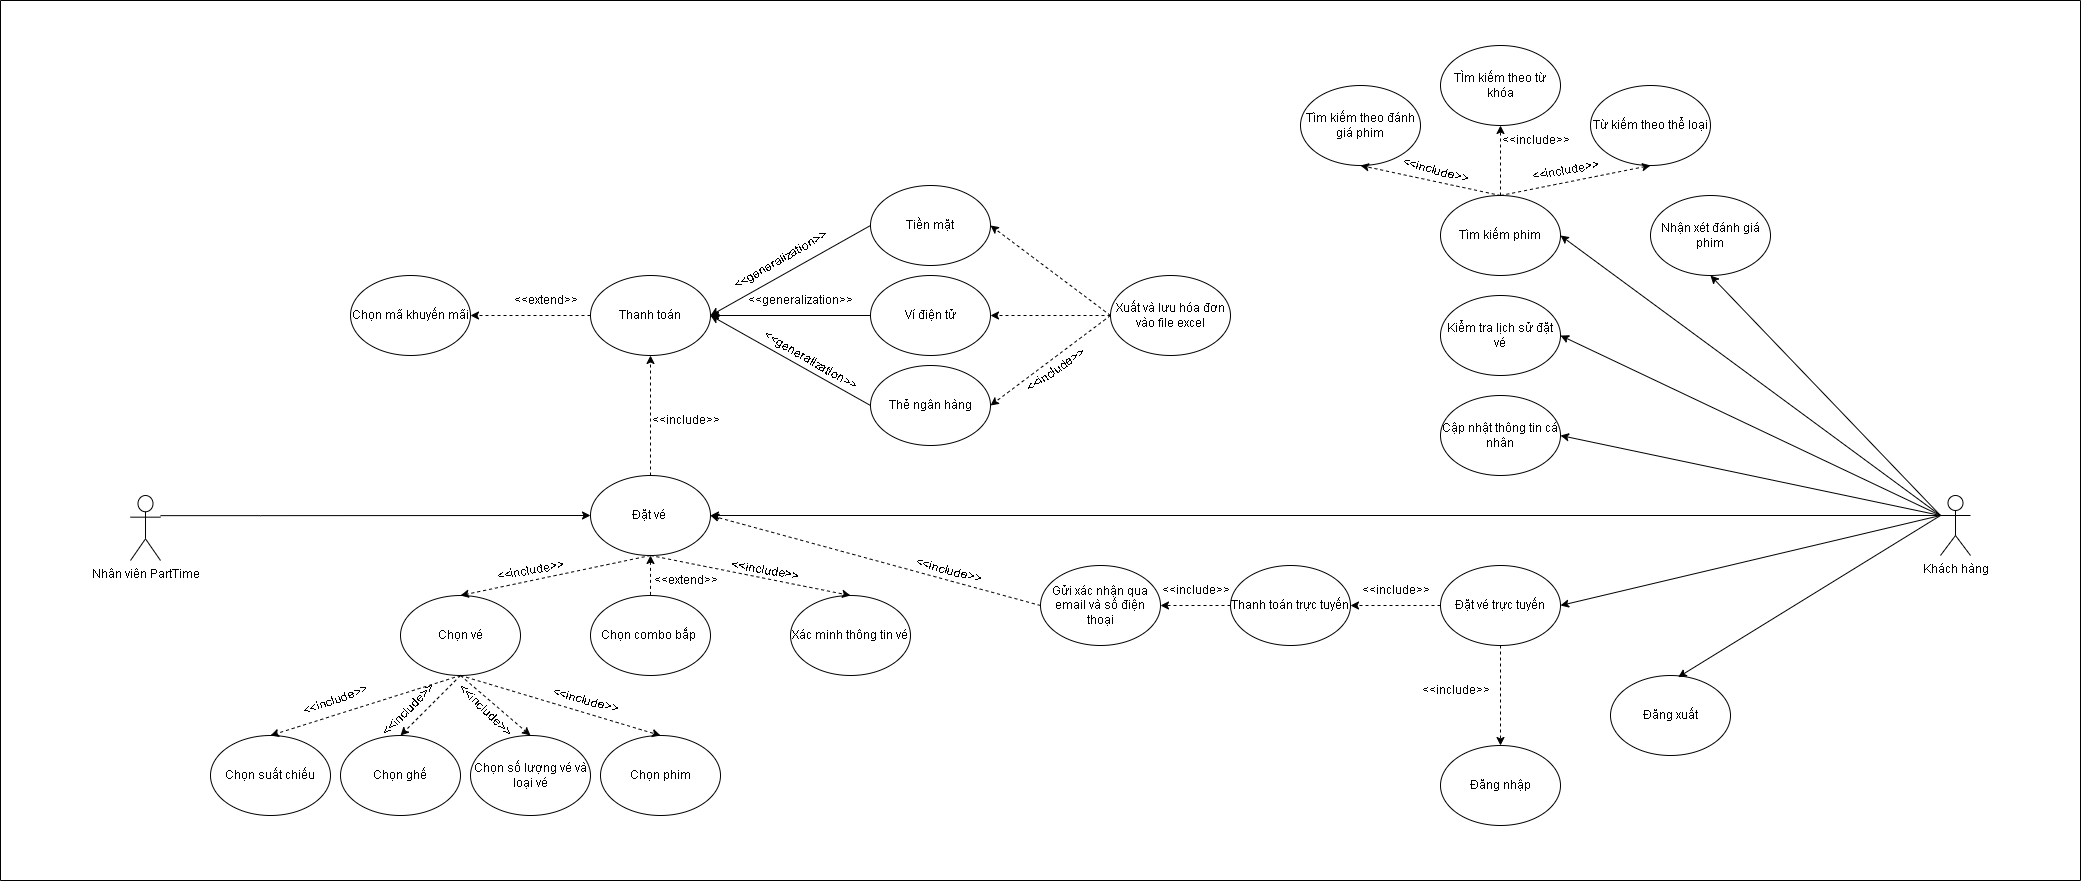 TÌm kiếm theo từ
khóa
Tìm kiếm theo đánh
giá phim
Từ kiếm theo thể loại
<<include>>
<<include>>
<<include>>
Tìm kiếm phim
Nhận xét đánh giá
phim
Tiền mặt
<<generalization>>
Chọn mã khuyến mãi
<<extend>>
Thanh toán
<<generalization>>
Ví điện tử
Xuất và lưu hóa đơn
vào file excel
Kiểm tra lịch sử đặt
vé
<<generalization>>
<<include>>
Thẻ ngân hàng
<<include>>
Cập nhật thông tin cá
nhân
Đặt vé
Nhân viên PartTime
Khách hàng
<<include>>
<<extend>>
<<include>>
<<include>>
Gửi xác nhận qua
email và số điện
thoại
<<include>>
Thanh toán trực tuyến
<<include>>
Đặt vé trực tuyến
Chọn vé
Chọn combo bắp
Xác minh thông tin vé
<<include>>
<<include>>
<<include>>
<<include>>
<<include>>
Đăng xuất
Chọn suất chiếu
Chọn ghế
Chọn số lượng vé và
loại vé
Chọn phim
Đăng nhập